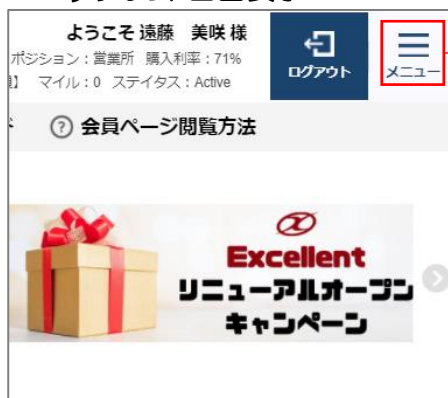 ようこそ 遠藤　美咲 様
ポジション：営業所 購入利率：71%
マイル：0 ステイタス：Active
ログアウト
メニュー
? 会員ページ閲覧方法
Excellent
リニューアルオープン
キャンペーン